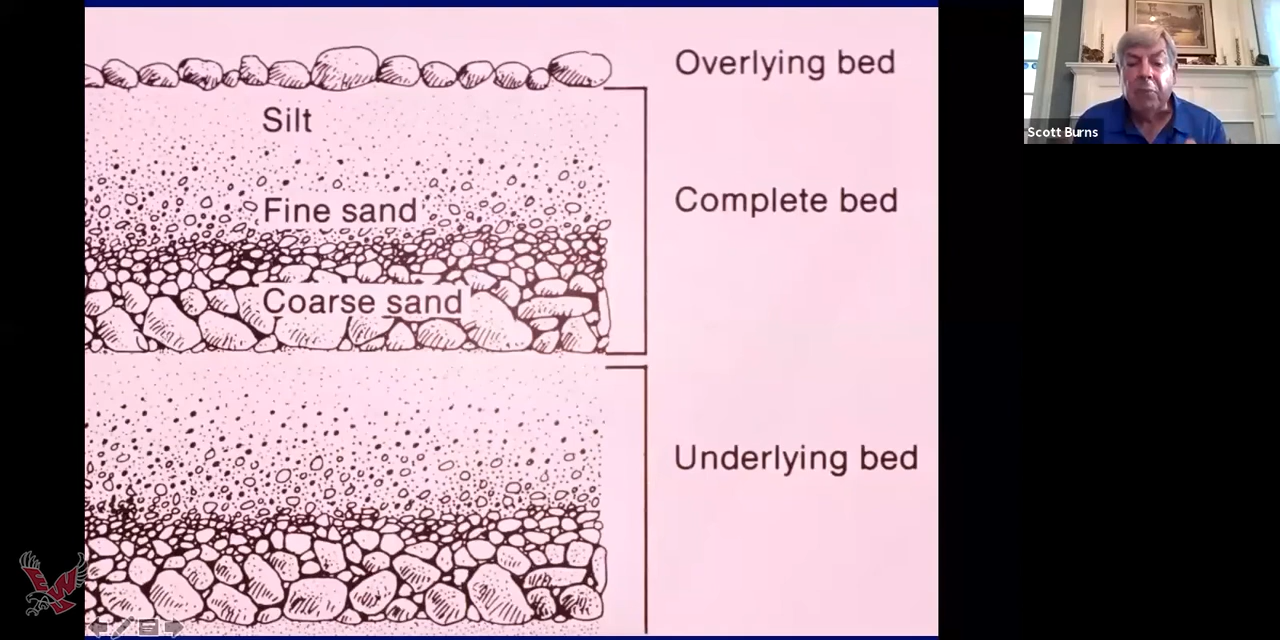 Overlying bed
Silt
Complete bed
Fine sand
Coarse sand
Underlying bed
Scott Burns